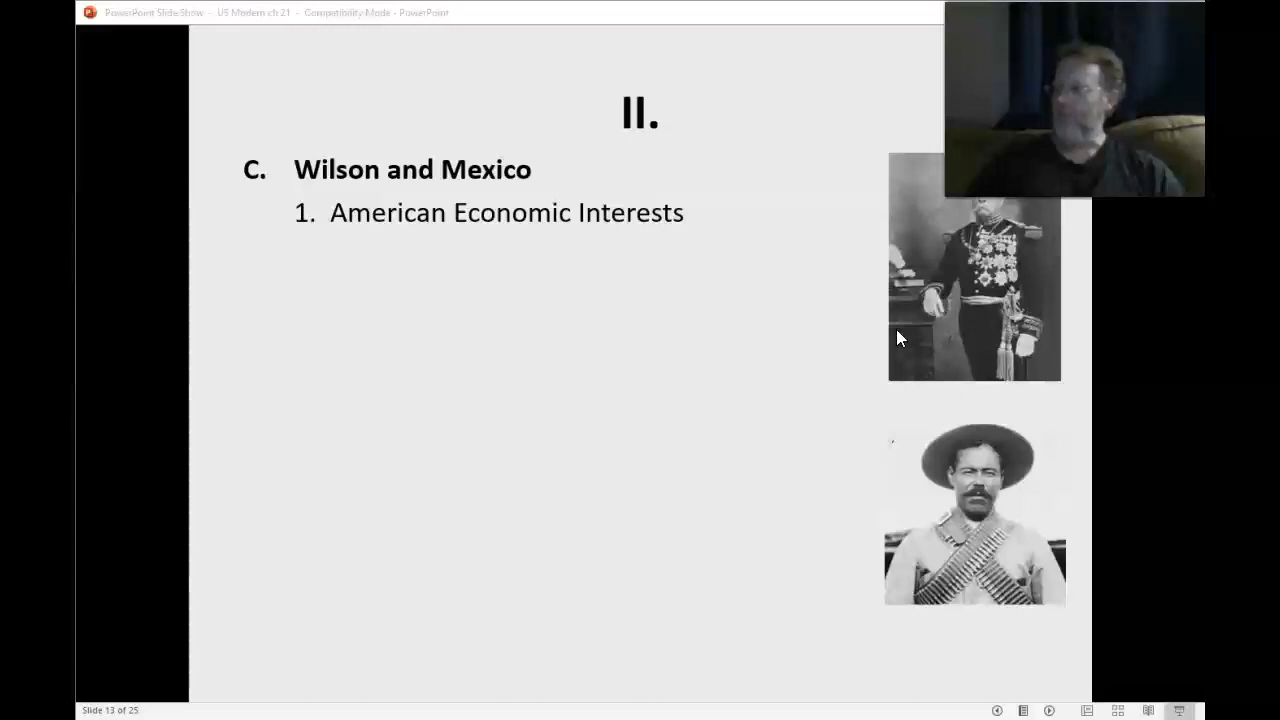 PowerPoint Slide Show - US Modern ch 21 - Compatibility Mode - PowerPoint
II.
C. Wilson and Mexico
1. American Economic Interests
Slide 13 of 25